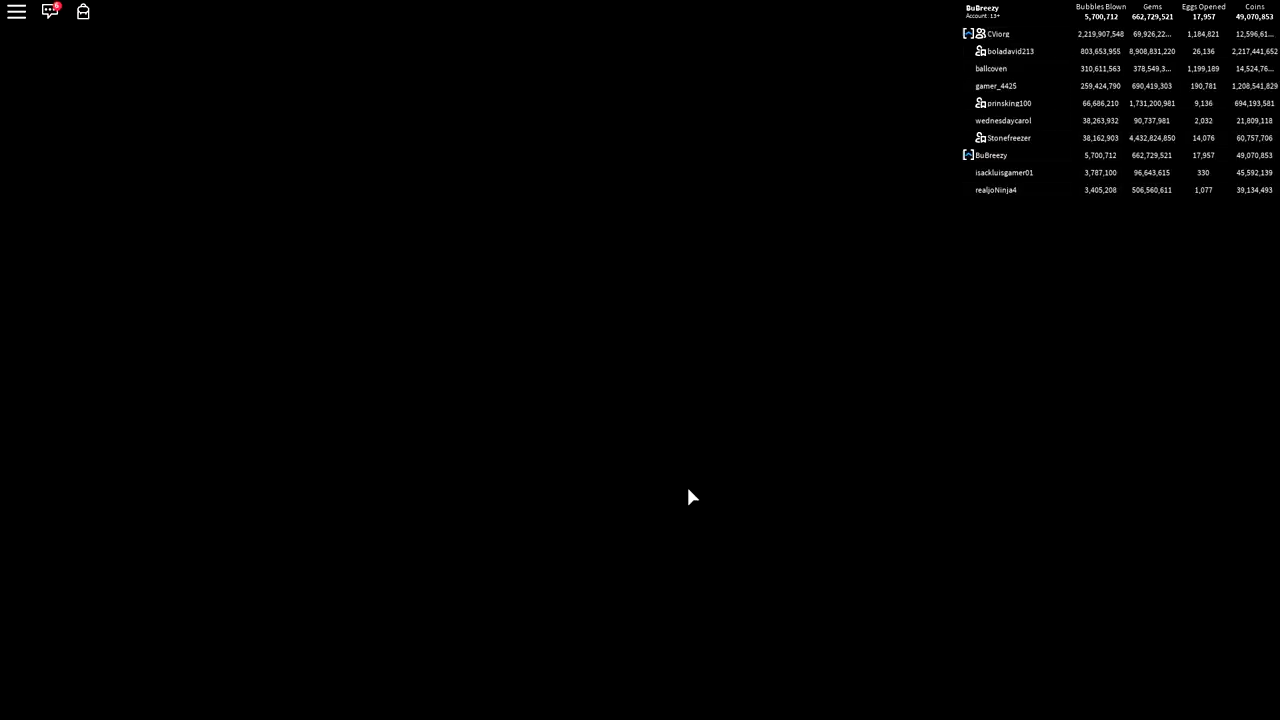 6
BuBreezy Bubbles Blown Gems Eggs Opened Coins
Account: 13+ 5,700,712 662,729,521 17,957 49,070,853
CViorg 2,219,907,548 69,926,22... 1,184,821 12,596,61...
boladavid213 803,653,955 8,908,831,220 26,136 2,217,441,652
ballcoven 310,611,563 378,549,3... 1,199,189 14,524,76...
gamer_4425 259,424,790 690,419,303 190,781 1,208,541,829
prinsking100 66,686,210 1,731,200,981 9,136 694,193,581
wednesdaycarol 38,263,932 90,737,981 2,032 21,809,118
Stonefreezer 38,162,903 4,432,824,850 14,076 60,757,706
BuBreezy 5,700,712 662,729,521 17,957 49,070,853
isackluisgamer01 3,787,100 96,643,615 330 45,592,139
realjoNinja4 3,405,208 506,560,611 1,077 39,134,493